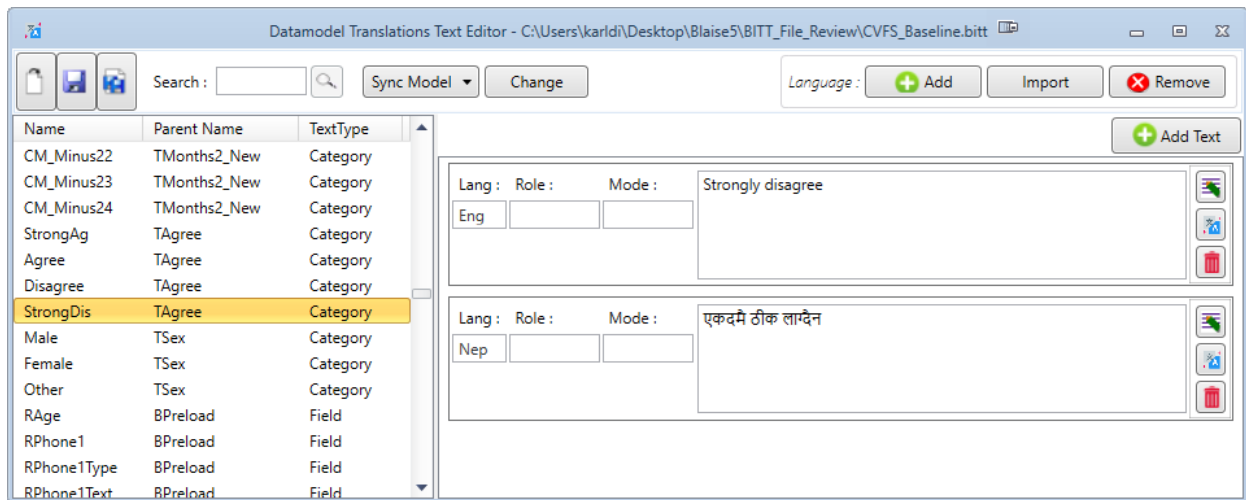 Datamodel Translations Text Editor - C:\Users\karldi\Desktop\Blaise5\BITT_File_Review\CVFS_Baseline.bitt
Search : Sync Model Change Language : Add Import Remove
Name Parent Name TextType
Add Text
CM_Minus22 TMonths2_New Category
CM_Minus23 TMonths2_New Category
CM_Minus24 TMonths2_New Category
StrongAg TAgree Category
Agree TAgree Category
Disagree TAgree Category
StrongDis TAgree Category
Male TSex Category
Female TSex Category
Other TSex Category
RAge BPreload Field
RPhone1 BPreload Field
RPhone1Type BPreload Field
RPhone1Text BPreload Field
Lang : Role : Mode : Strongly disagree
Eng
Lang : Role : Mode : एकदमै ठीक लाग्दैन
Nep